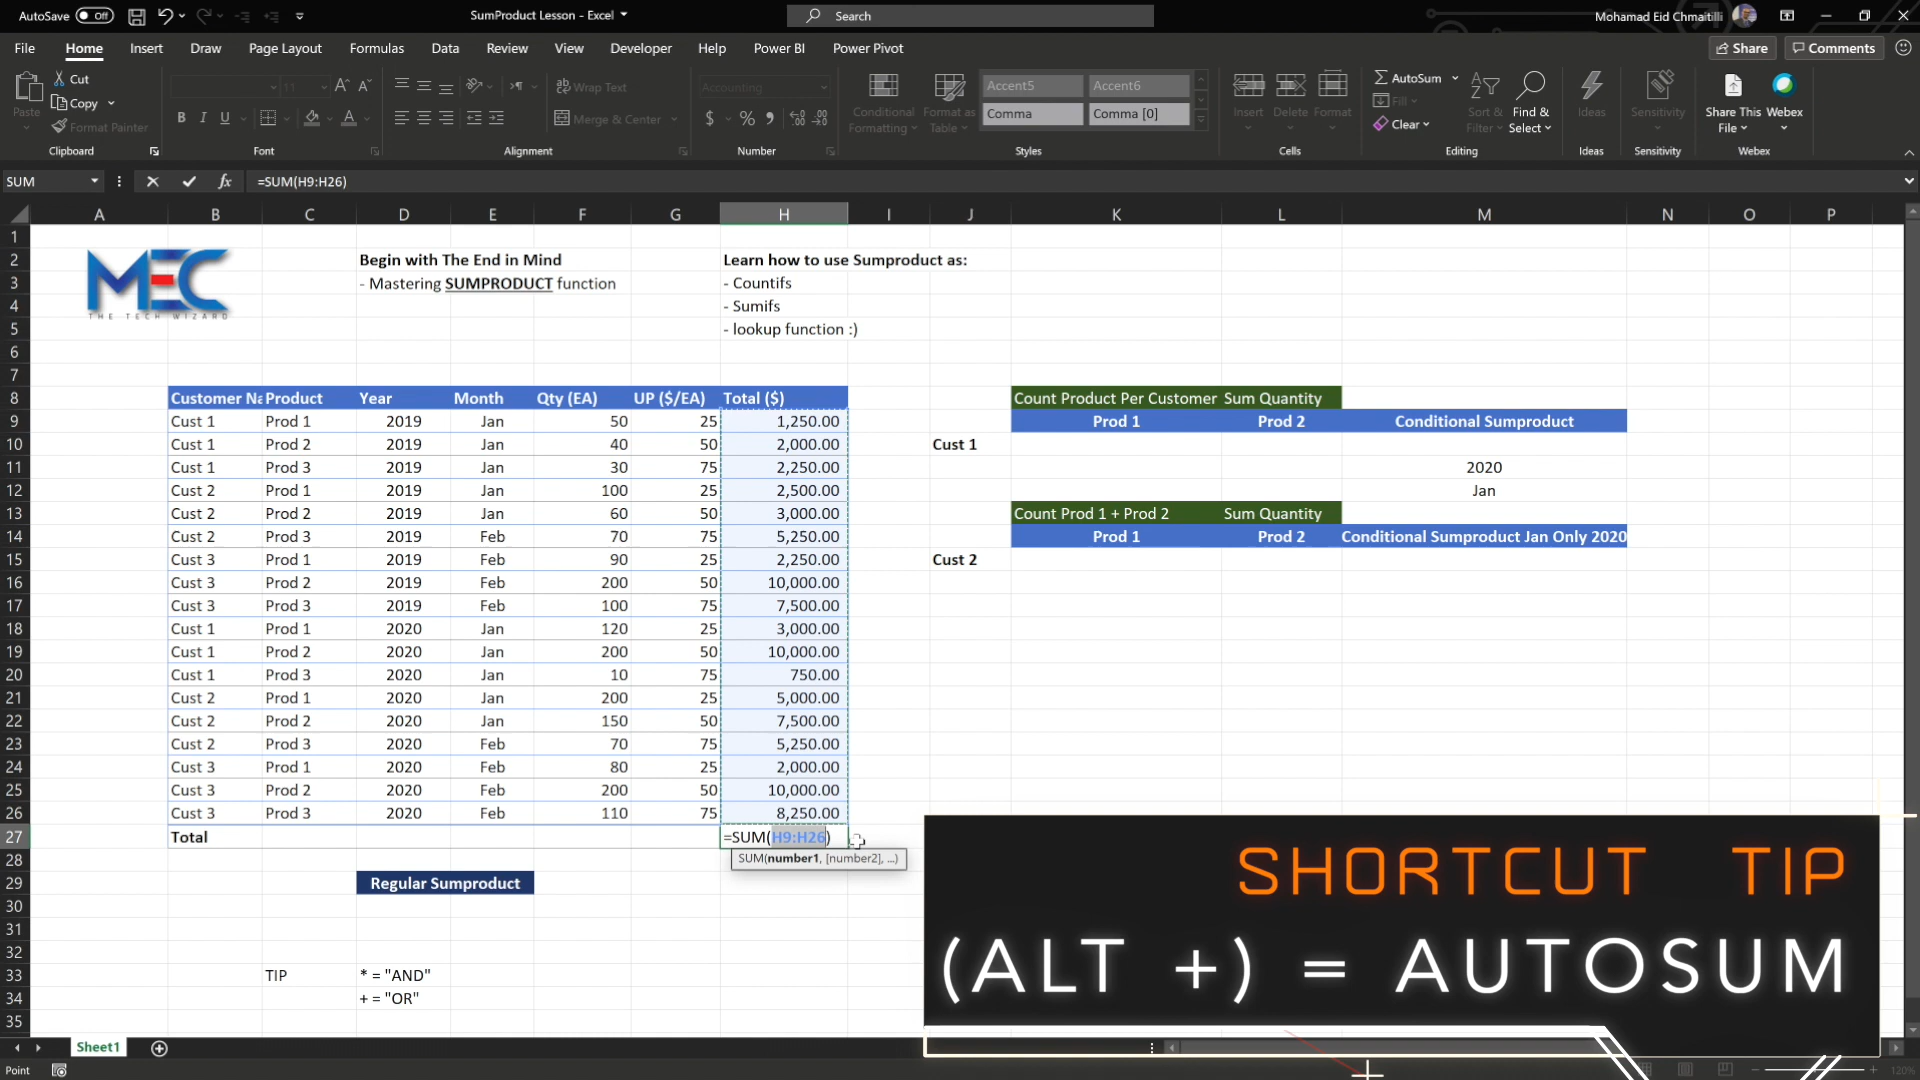 AutoSave Off
SumProduct Lesson - Excel
Search
Mohamad Eid Chmaitilli
File Home Insert Draw Page Layout Formulas Data Review View Developer Help Power BI Power Pivot
Share Comments
Paste
Cut
Copy
Format Painter
Clipboard
11
B I U
Font
Wrap Text
Merge & Center
Alignment
Accounting
$ %
Number
Conditional Formatting
Format as Table
Accent5 Accent6
Comma Comma [0]
Styles
Insert Delete Format
Cells
AutoSum
Fill
Clear
Sort & Filter
Find & Select
Editing
Ideas
Ideas
Sensitivity
Sensitivity
Share This File
Webex
Webex
SUM fx =SUM(H9:H26)
A B C D E F G H I J K L M N O P
1
2 Begin with The End in Mind Learn how to use Sumproduct as:
3 - Mastering SUMPRODUCT function - Countifs
4 - Sumifs
5 - lookup function :)
MEC
THE TECH WIZARD
6
7
8 Customer Na Product Year Month Qty (EA) UP ($/EA) Total ($) Count Product Per Customer Sum Quantity
9 Cust 1 Prod 1 2019 Jan 50 25 1,250.00 Prod 1 Prod 2 Conditional Sumproduct
10 Cust 1 Prod 2 2019 Jan 40 50 2,000.00 Cust 1
11 Cust 1 Prod 3 2019 Jan 30 75 2,250.00 2020
12 Cust 2 Prod 1 2019 Jan 100 25 2,500.00 Jan
13 Cust 2 Prod 2 2019 Jan 60 50 3,000.00 Count Prod 1 + Prod 2 Sum Quantity
14 Cust 2 Prod 3 2019 Feb 70 75 5,250.00 Prod 1 Prod 2 Conditional Sumproduct Jan Only 2020
15 Cust 3 Prod 1 2019 Feb 90 25 2,250.00 Cust 2
16 Cust 3 Prod 2 2019 Feb 200 50 10,000.00
17 Cust 3 Prod 3 2019 Feb 100 75 7,500.00
18 Cust 1 Prod 1 2020 Jan 120 25 3,000.00
19 Cust 1 Prod 2 2020 Jan 200 50 10,000.00
20 Cust 1 Prod 3 2020 Jan 10 75 750.00
21 Cust 2 Prod 1 2020 Jan 200 25 5,000.00
22 Cust 2 Prod 2 2020 Jan 150 50 7,500.00
23 Cust 2 Prod 3 2020 Feb 70 75 5,250.00
24 Cust 3 Prod 1 2020 Feb 80 25 2,000.00
25 Cust 3 Prod 2 2020 Feb 200 50 10,000.00
26 Cust 3 Prod 3 2020 Feb 110 75 8,250.00
27 Total =SUM(H9:H26)
28 SUM(number1, [number2], ...)
29 Regular Sumproduct
30
31
32
33 TIP * = "AND"
34 + = "OR"
35
SHORTCUT TIP
(ALT +) = AUTOSUM
Sheet1
Point
120%